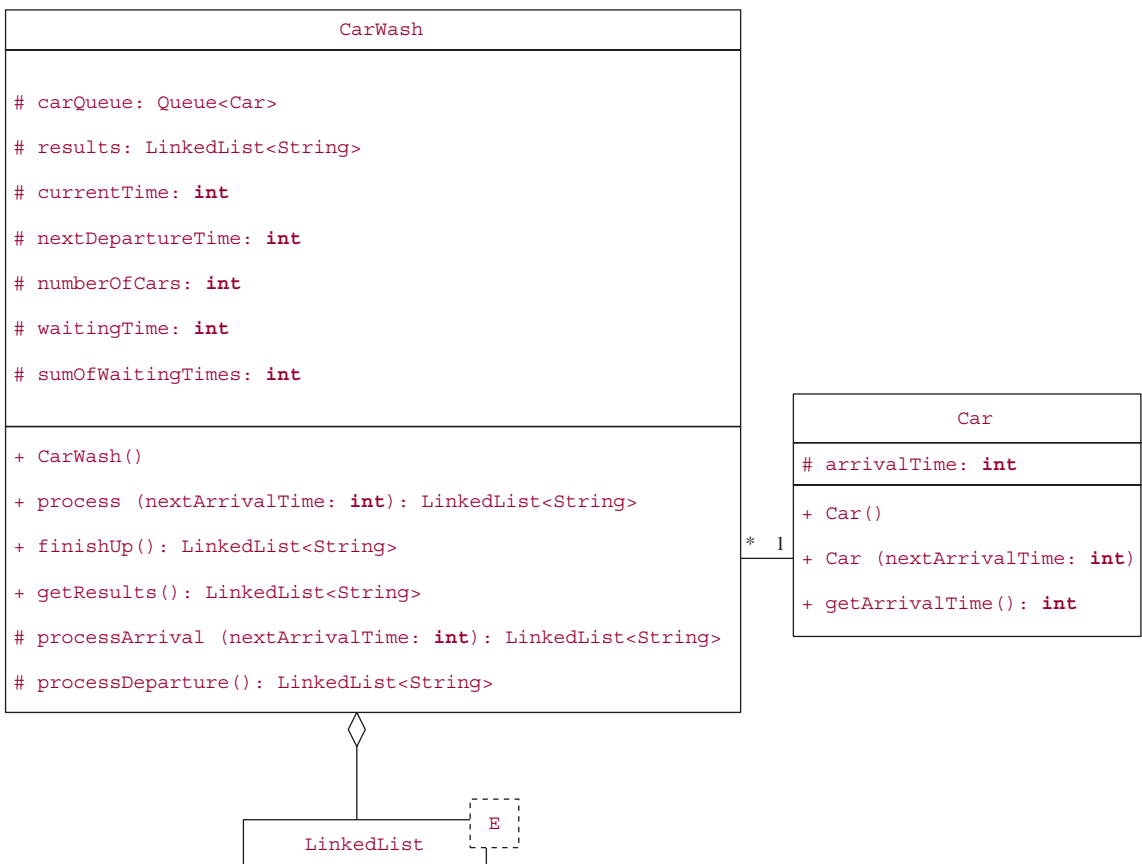 CarWash
# carQueue: Queue<Car>
# results: LinkedList<String>
# currentTime: int
# nextDepartureTime: int
# numberOfCars: int
# waitingTime: int
# sumOfWaitingTimes: int
+ CarWash()
+ process (nextArrivalTime: int): LinkedList<String>
+ finishUp(): LinkedList<String>
+ getResults(): LinkedList<String>
# processArrival (nextArrivalTime: int): LinkedList<String>
# processDeparture(): LinkedList<String>
* 1
Car
# arrivalTime: int
+ Car()
+ Car (nextArrivalTime: int)
+ getArrivalTime(): int
E
LinkedList